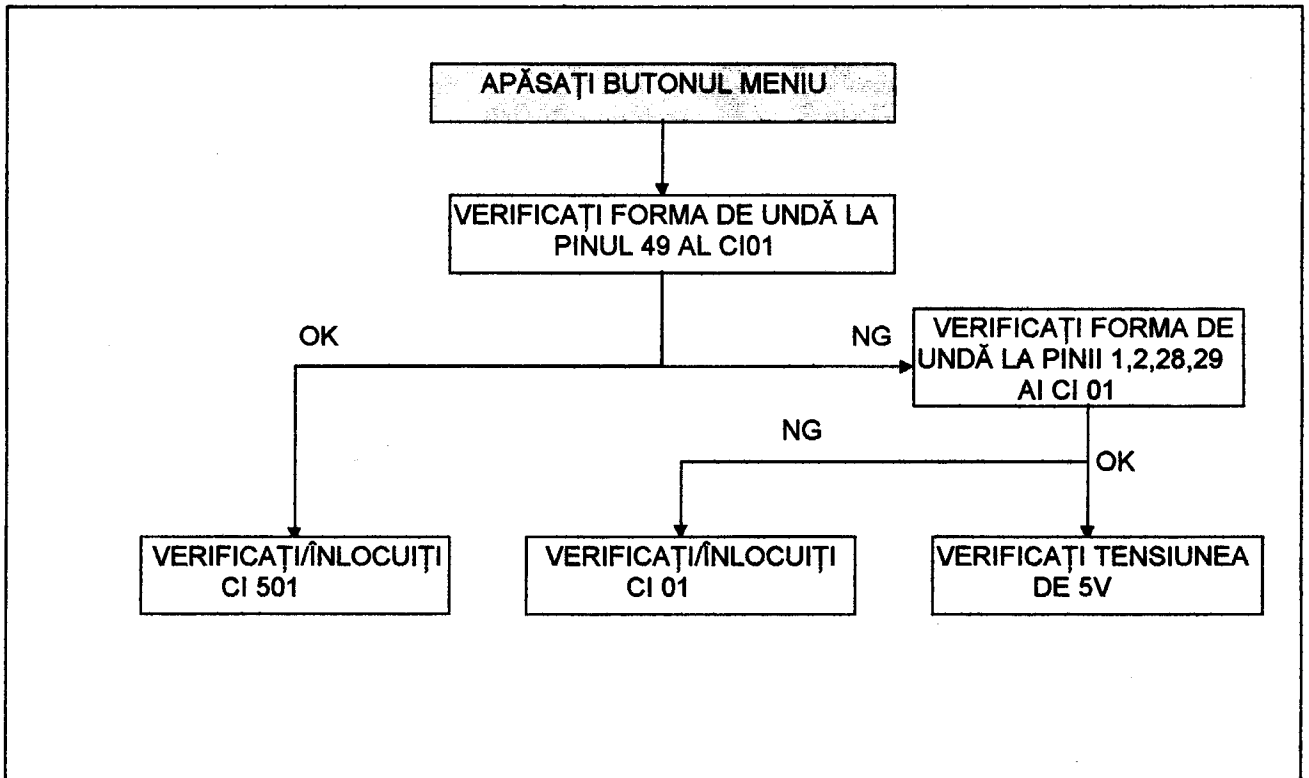 APĂSAȚI BUTONUL MENIU
VERIFICAȚI FORMA DE UNDĂ LA
PINUL 49 AL CI01
OK
NG
VERIFICAȚI FORMA DE
UNDĂ LA PINII 1,2,28,29
AI CI 01
NG
OK
VERIFICAȚI/ÎNLOCUIȚI
CI 501
VERIFICAȚI/ÎNLOCUIȚI
CI 01
VERIFICAȚI TENSIUNEA
DE 5V